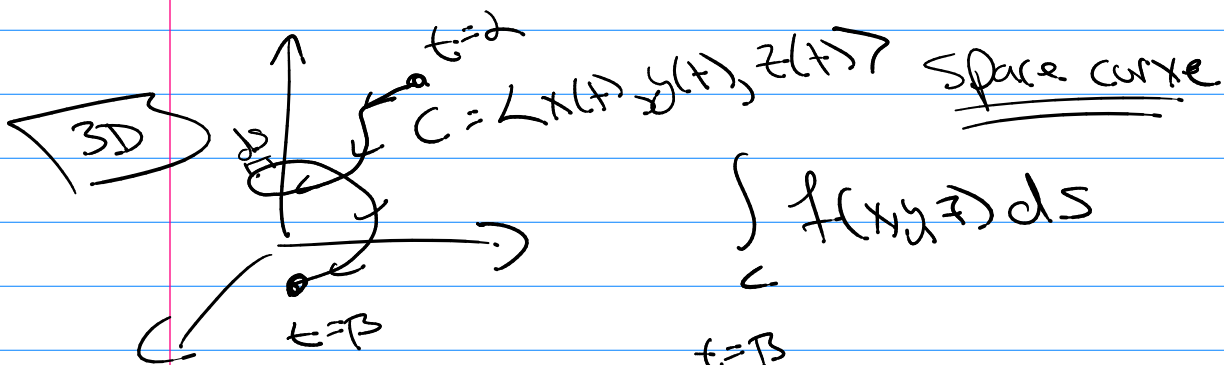 t=α
C = <x(t), y(t), z(t)> space curve
3D
ds
∫ f(x,y,z) ds
C
t=β
t=β